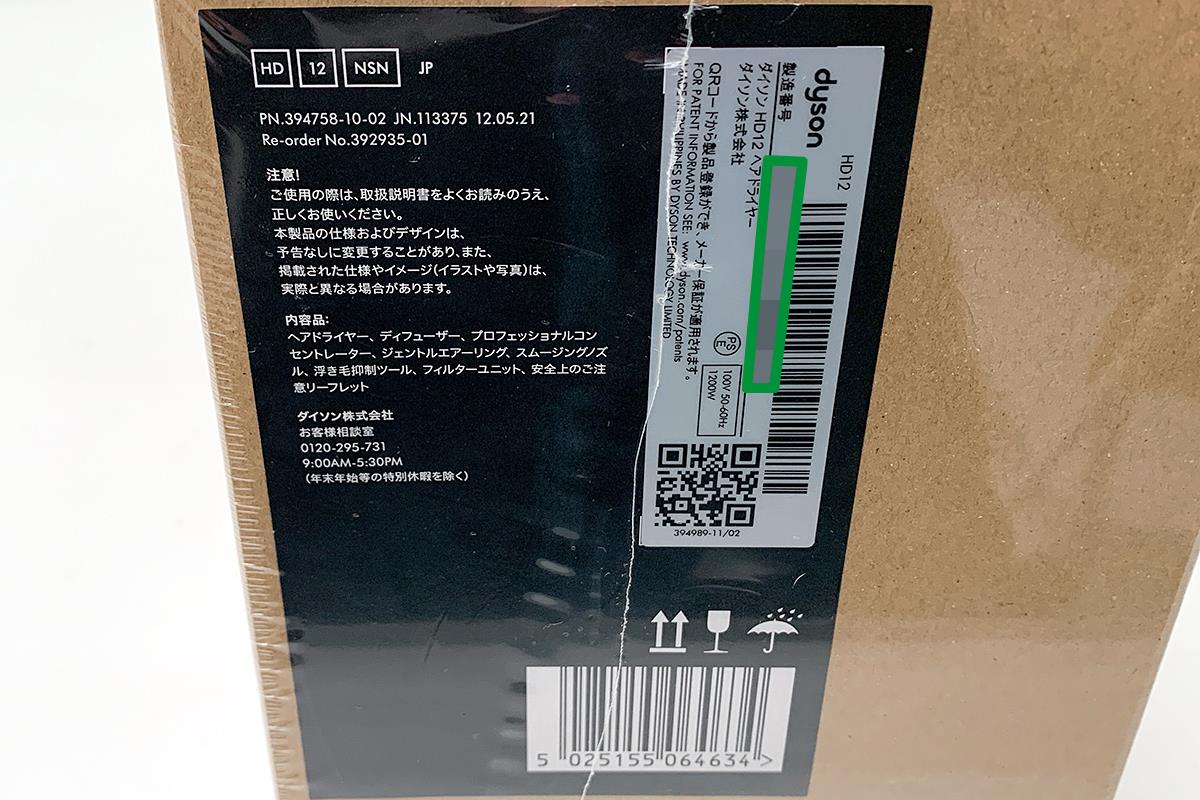 HD 12 NSN JP
PN.394758-10-02 JN.113375 12.05.21
Re-order No.392935-01
注意!
ご使用の際は、取扱説明書をよくお読みのうえ、
正しくお使いください。
本製品の仕様およびデザインは、
予告なしに変更することがあり、また、
掲載された仕様やイメージ(イラストや写真)は、
実際と異なる場合があります。
内容品:
ヘアドライヤー、ディフューザー、プロフェッショナルコン
セントレーター、ジェントルエアーリング、スムージングノズ
ル、浮き毛抑制ツール、フィルターユニット、安全上のご注
意リーフレット
ダイソン株式会社
お客様相談室
0120-295-731
9:00AM-5:30PM
(年末年始等の特別休暇を除く)
dyson HD12
製造番号
ダイソン HD12 ヘアドライヤー
ダイソン株式会社
QRコードから製品登録ができ、メーカー保証が適用されます。
FOR PATENT INFORMATION SEE: www.dyson.com/patents
MADE IN PHILIPPINES BY DYSON TECHNOLOGY LIMITED
PS E
100V 50-60Hz
1200W
394989-11/02
5 025155 064634 >